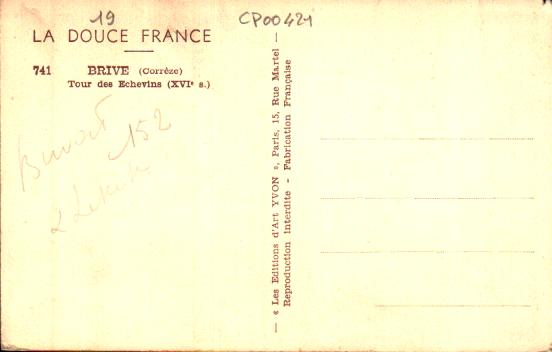 19
CP00421
LA DOUCE FRANCE
741 BRIVE (Corrèze)
Tour des Echevins (XVIe s.)
152
— « Les Editions d'Art YVON », Paris, 15, Rue Martel —
Reproduction Interdite - Fabrication Française